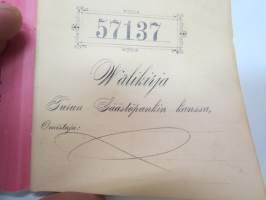 57137
Wälikirja
Turun Säästöpankin kanssa,
Omistaja: